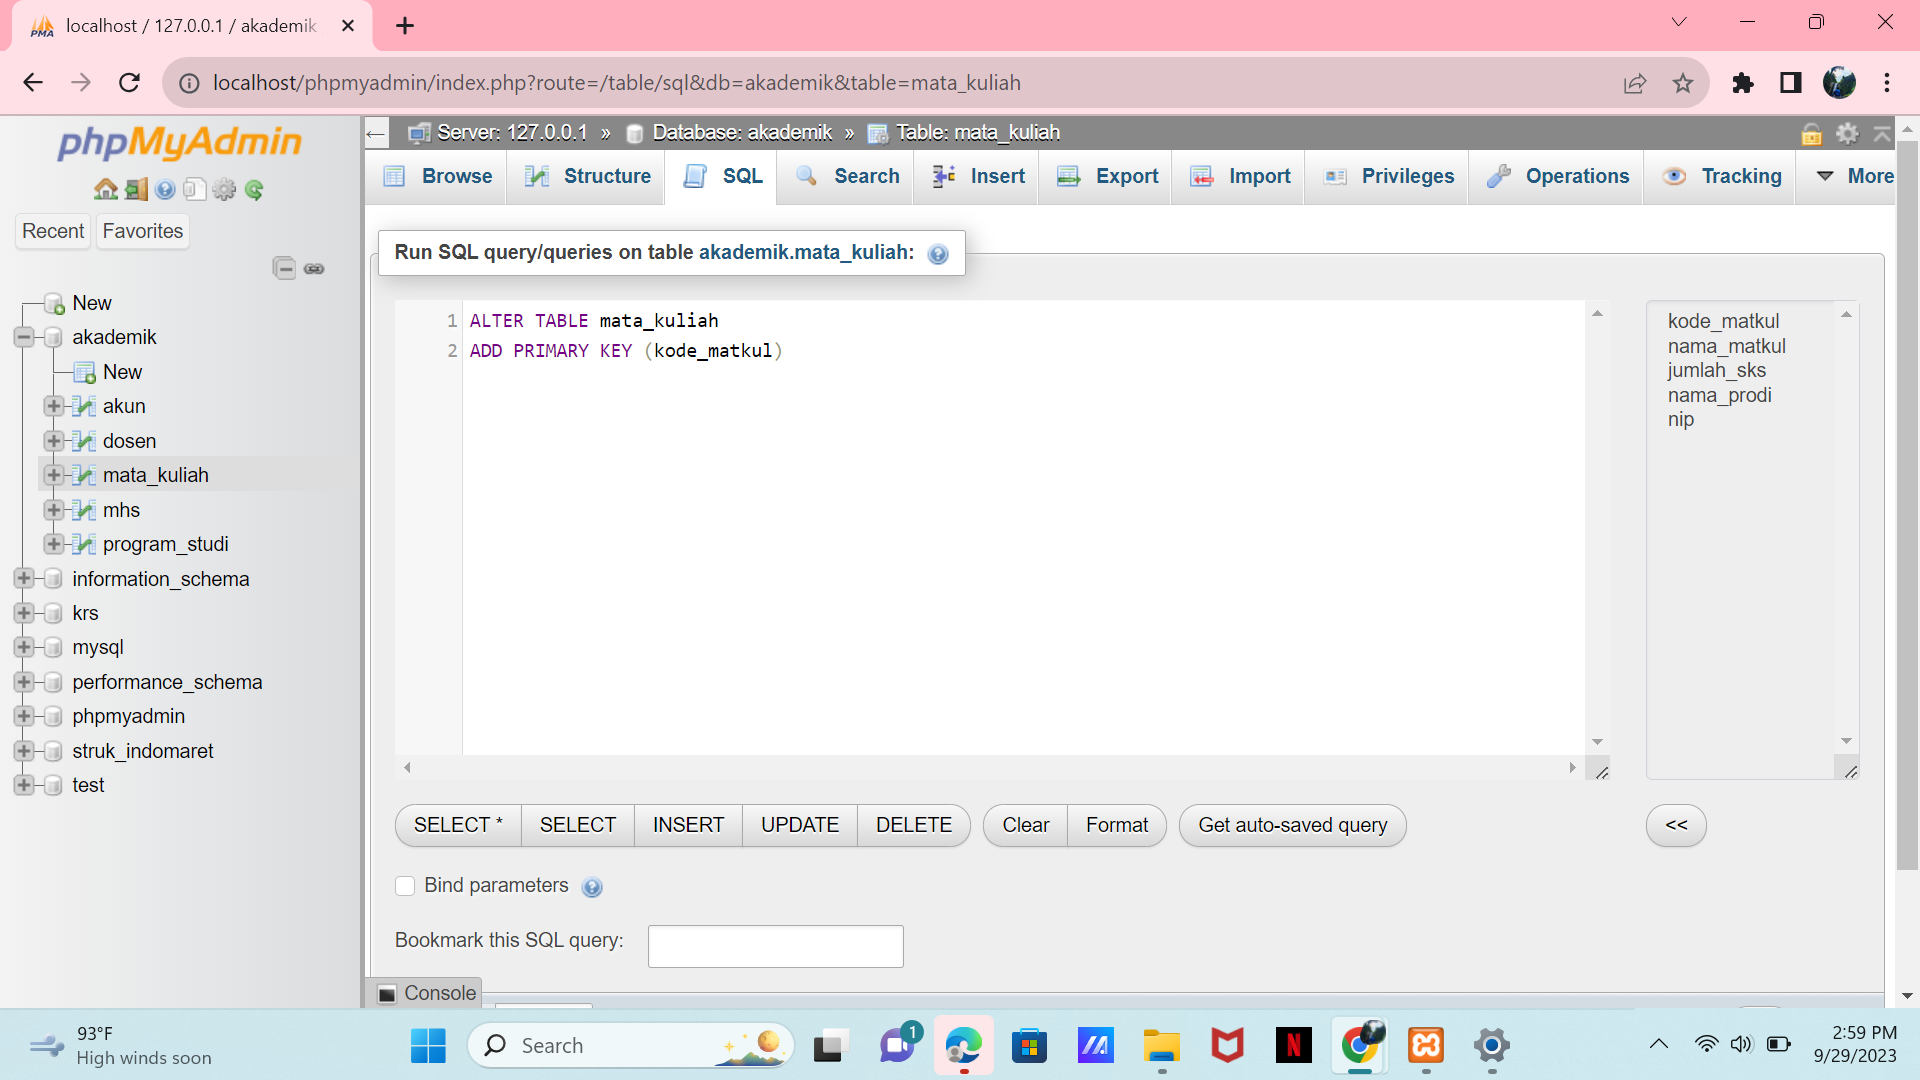 localhost / 127.0.0.1 / akademik
localhost/phpmyadmin/index.php?route=/table/sql&db=akademik&table=mata_kuliah
phpMyAdmin
Recent
Favorites
New
akademik
New
akun
dosen
mata_kuliah
mhs
program_studi
information_schema
krs
mysql
performance_schema
phpmyadmin
struk_indomaret
test
Server: 127.0.0.1 » Database: akademik » Table: mata_kuliah
Browse
Structure
SQL
Search
Insert
Export
Import
Privileges
Operations
Tracking
More
Run SQL query/queries on table akademik.mata_kuliah:
1 ALTER TABLE mata_kuliah
2 ADD PRIMARY KEY (kode_matkul)
kode_matkul
nama_matkul
jumlah_sks
nama_prodi
nip
SELECT *
SELECT
INSERT
UPDATE
DELETE
Clear
Format
Get auto-saved query
<<
Bind parameters
Bookmark this SQL query:
Console
93°F
High winds soon
Search
1
2:59 PM
9/29/2023